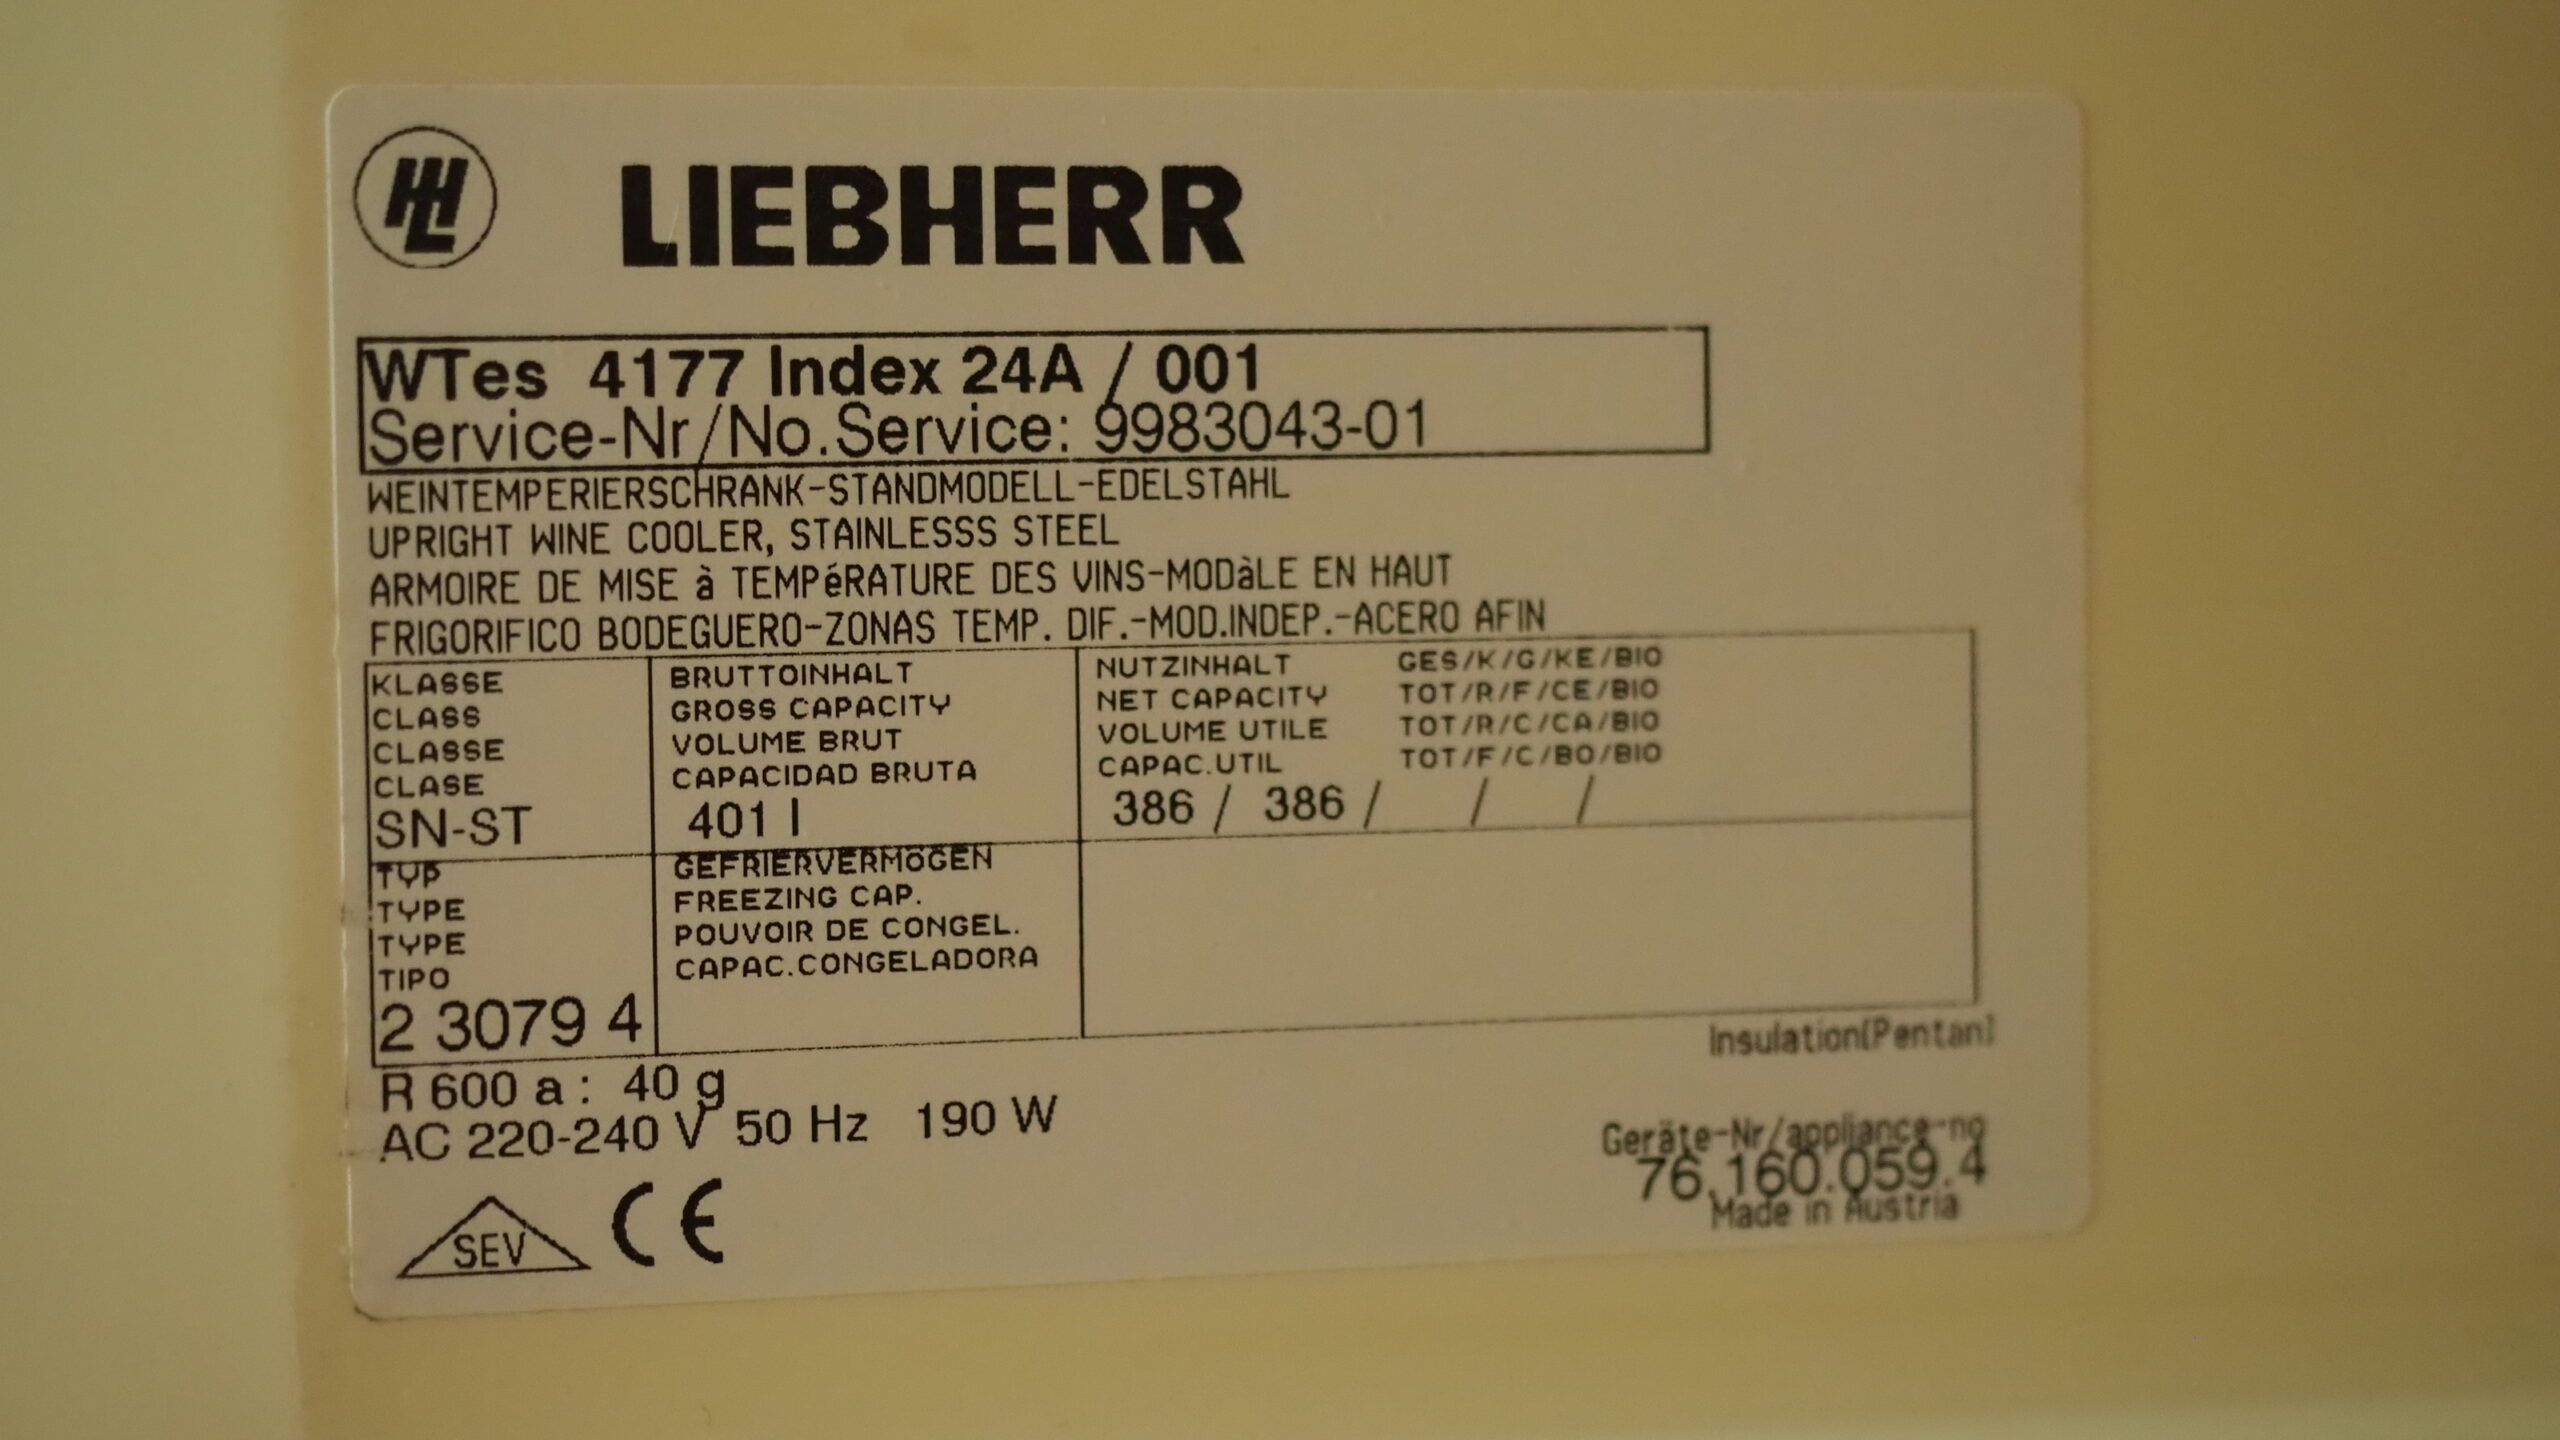 HLL LIEBHERR
WTes 4177 Index 24A / 001
Service-Nr/No.Service: 9983043-01
WEINTEMPERIERSCHRANK-STANDMODELL-EDELSTAHL
UPRIGHT WINE COOLER, STAINLESSS STEEL
ARMOIRE DE MISE à TEMPéRATURE DES VINS-MODàLE EN HAUT
FRIGORIFICO BODEGUERO-ZONAS TEMP. DIF.-MOD.INDEP.-ACERO AFIN
KLASSE
CLASS
CLASSE
CLASE
SN-ST
BRUTTOINHALT
GROSS CAPACITY
VOLUME BRUT
CAPACIDAD BRUTA
401 l
NUTZINHALT GES/K/G/KE/BIO
NET CAPACITY TOT/R/F/CE/BIO
VOLUME UTILE TOT/R/C/CA/BIO
CAPAC.UTIL TOT/F/C/BO/BIO
386 / 386 / / /
TYP
TYPE
TYPE
TIPO
2 3079 4
GEFRIERVERMöGEN
FREEZING CAP.
POUVOIR DE CONGEL.
CAPAC.CONGELADORA
Insulation(Pentan)
R 600 a : 40 g
AC 220-240 V 50 Hz 190 W
Geräte-Nr/appliance-no
76.160.059.4
Made in Austria
SEV CE